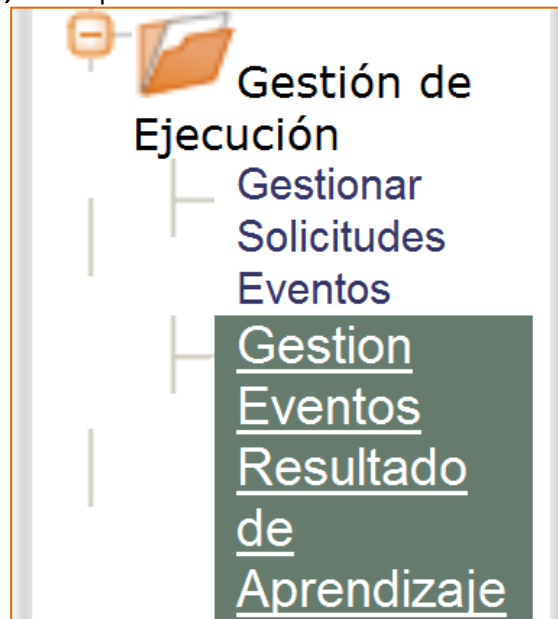 Gestión de
Ejecución
Gestionar
Solicitudes
Eventos
Gestion
Eventos
Resultado
de
Aprendizaje